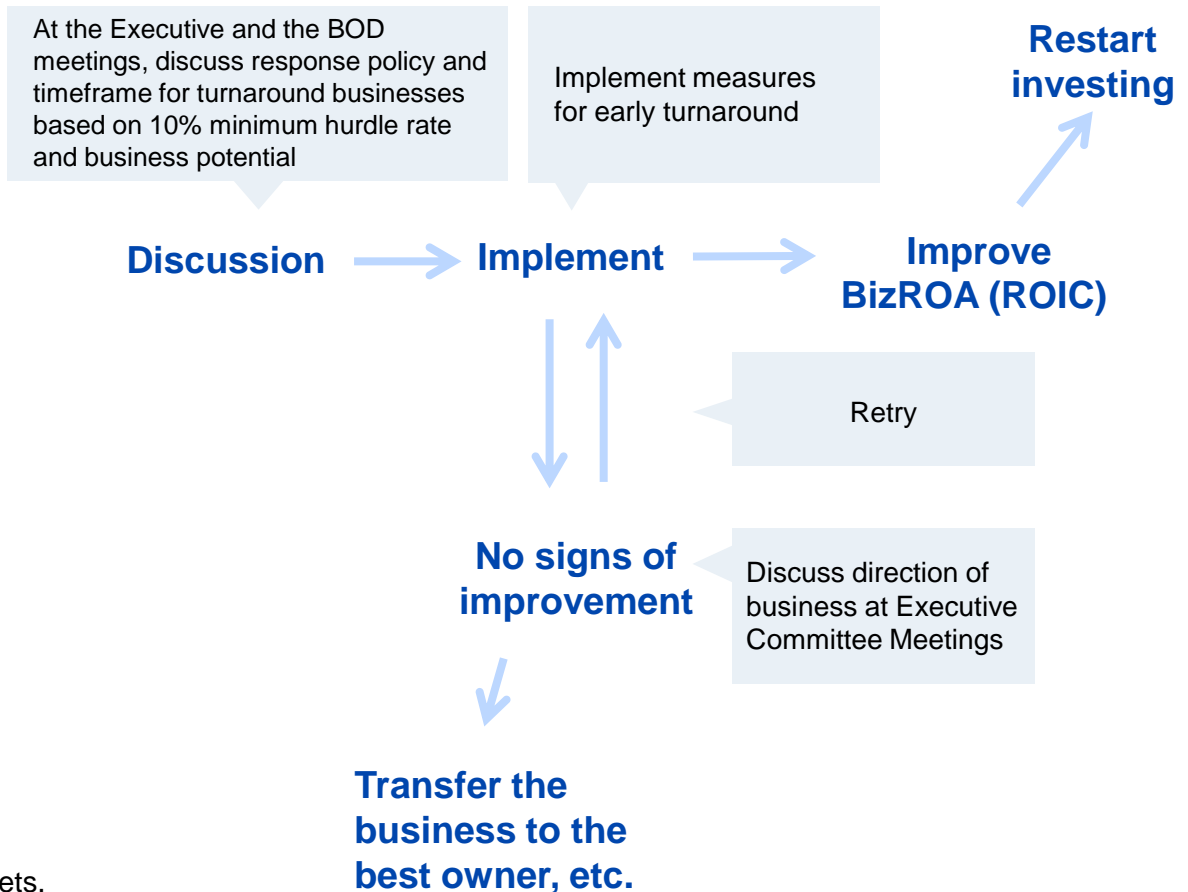 At the Executive and the BOD
meetings, discuss response policy and
timeframe for turnaround businesses
based on 10% minimum hurdle rate
and business potential
Implement measures
for early turnaround
Restart
investing
Discussion
Implement
Improve
BizROA (ROIC)
Retry
No signs of
improvement
Discuss direction of
business at Executive
Committee Meetings
Transfer the
business to the
best owner, etc.
ets.